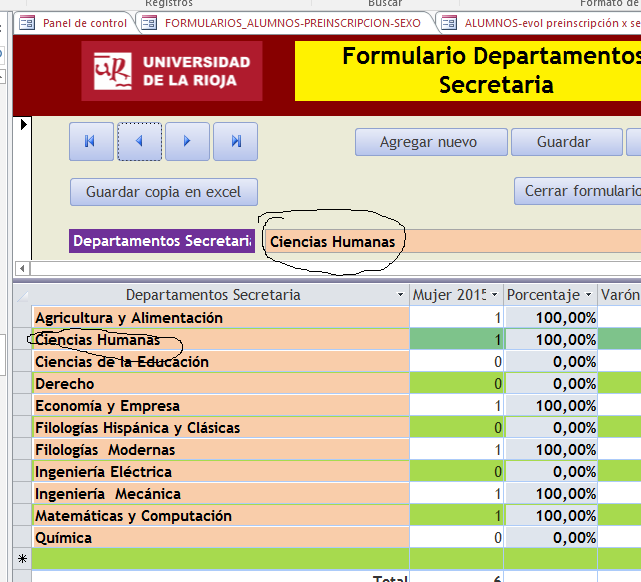 Registros Buscar Formato de
Panel de control FORMULARIOS_ALUMNOS-PREINSCRIPCION-SEXO ALUMNOS-evol preinscripción x se
UNIVERSIDAD
DE LA RIOJA
Formulario Departamentos
Secretaria
Agregar nuevo Guardar
Guardar copia en excel Cerrar formulario
Departamentos Secretari Ciencias Humanas
Departamentos Secretaria Mujer 2015 Porcentaje Varón
Agricultura y Alimentación 1 100,00%
Ciencias Humanas 1 100,00%
Ciencias de la Educación 0 0,00%
Derecho 0 0,00%
Economía y Empresa 1 100,00%
Filologías Hispánica y Clásicas 0 0,00%
Filologías Modernas 1 100,00%
Ingeniería Eléctrica 0 0,00%
Ingeniería Mecánica 1 100,00%
Matemáticas y Computación 1 100,00%
Química 0 0,00%
Total 6